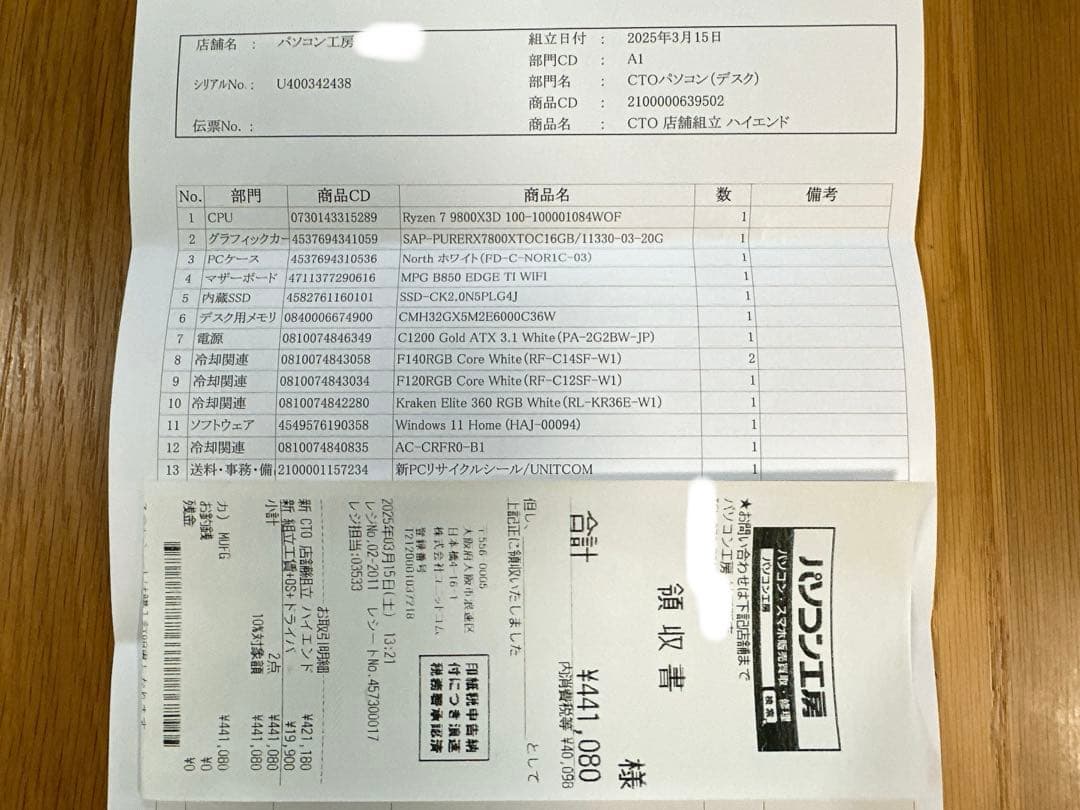 店舗名 : パソコン工房
シリアルNo. : U400342438
伝票No. :
組立日付 : 2025年3月15日
部門CD : A1
部門名 : CTOパソコン(デスク)
商品CD : 2100000639502
商品名 : CTO 店舗組立 ハイエンド
No. 部門 商品CD 商品名 数 備考
1 CPU 0730143315289 Ryzen 7 9800X3D 100-100001084WOF 1
2 グラフィックカー 4537694341059 SAP-PURERX7800XTOC16GB/11330-03-20G 1
3 PCケース 4537694310536 North ホワイト(FD-C-NOR1C-03) 1
4 マザーボード 4711377290616 MPG B850 EDGE TI WIFI 1
5 内蔵SSD 4582761160101 SSD-CK2.0N5PLG4J 1
6 デスク用メモリ 0840006674900 CMH32GX5M2E6000C36W 1
7 電源 0810074846349 C1200 Gold ATX 3.1 White(PA-2G2BW-JP) 1
8 冷却関連 0810074843058 F140RGB Core White(RF-C14SF-W1) 2
9 冷却関連 0810074843034 F120RGB Core White(RF-C12SF-W1) 1
10 冷却関連 0810074842280 Kraken Elite 360 RGB White(RL-KR36E-W1) 1
11 ソフトウェア 4549576190358 Windows 11 Home (HAJ-00094) 1
12 冷却関連 0810074840835 AC-CRFR0-B1 1
13 送料・事務・備 2100001157234 新PCリサイクルシール/UNITCOM 1
パソコン工房
パソコン・スマホ販売買取・修理
パソコン工房 検索
★お問い合わせは下記店舗まで
パソコン工房
領収書
様
合計 ¥441,080
内消費税等 ¥40,098
但し、 として
上記正に領収いたしました
〒556-0005
大阪府大阪市浪速区
日本橋4-16-1
株式会社ユニットコム
登録番号
T2120001037218
印紙税申告納
付につき浪速
税務署承認済
2025年03月15日(土) 13:21
レジNo.02-2011 レシートNo.457300017
レジ担当:03533
お取引明細
新 CTO 店舗組立 ハイエンド ¥421,180
新 組立工賃+OS+ドライバ ¥19,900
小計 2点 ¥441,080
10%対象額 ¥441,080
カ) MUFG ¥441,080
お釣銭 ¥0
残金 ¥0